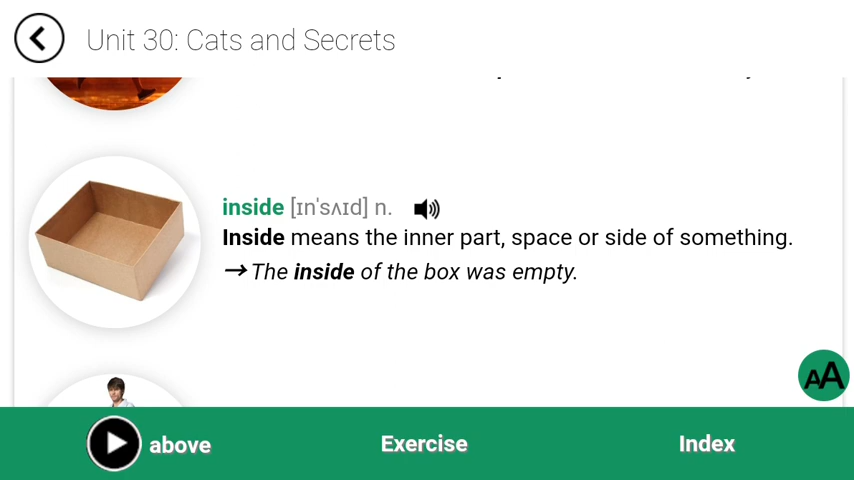 Unit 30: Cats and Secrets
inside [ɪnˈsʌɪd] n.
Inside means the inner part, space or side of something.
→ The inside of the box was empty.
AA
above
Exercise
Index